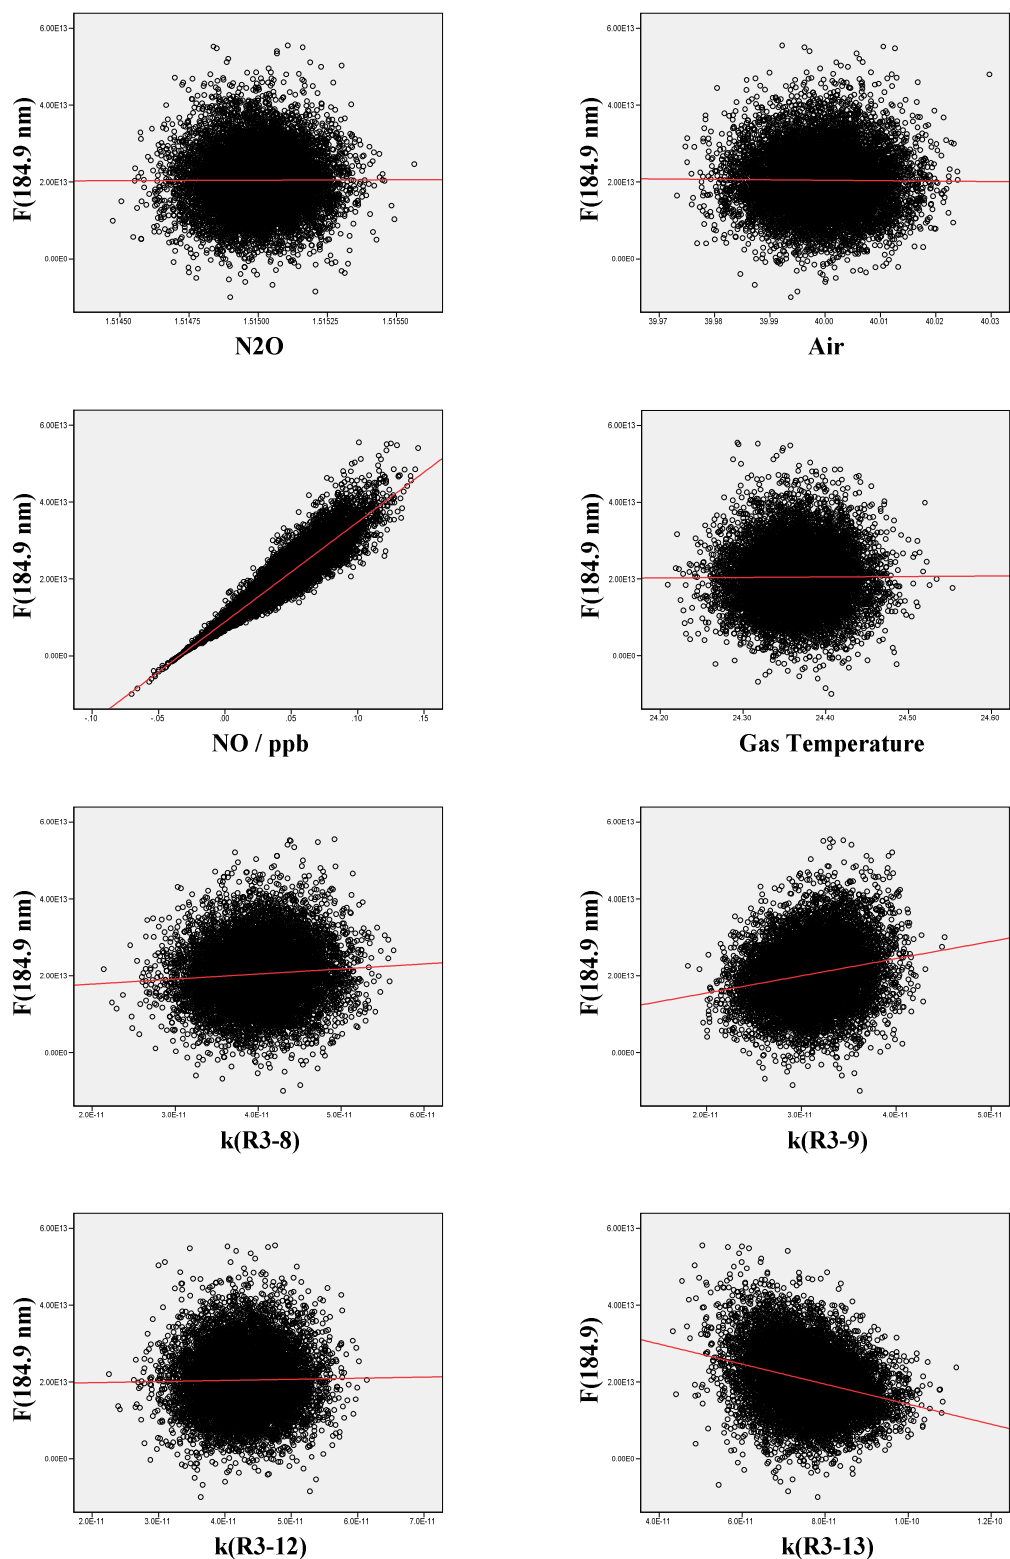 6.00E13
4.00E13
2.00E13
0.00E0
F(184.9 nm)
1.51450 1.51475 1.51500 1.51525 1.51550
N2O
6.00E13
4.00E13
2.00E13
0.00E0
F(184.9 nm)
39.97 39.98 39.99 40.00 40.01 40.02 40.03
Air
6.00E13
4.00E13
2.00E13
0.00E0
F(184.9 nm)
-.10 -.05 .00 .05 .10 .15
NO / ppb
6.00E13
4.00E13
2.00E13
0.00E0
F(184.9 nm)
24.20 24.30 24.40 24.50 24.60
Gas Temperature
6.00E13
4.00E13
2.00E13
0.00E0
F(184.9 nm)
2.0E-11 3.0E-11 4.0E-11 5.0E-11 6.0E-11
k(R3-8)
6.00E13
4.00E13
2.00E13
0.00E0
F(184.9 nm)
2.0E-11 3.0E-11 4.0E-11 5.0E-11
k(R3-9)
6.00E13
4.00E13
2.00E13
0.00E0
F(184.9 nm)
2.0E-11 3.0E-11 4.0E-11 5.0E-11 6.0E-11 7.0E-11
k(R3-12)
6.00E13
4.00E13
2.00E13
0.00E0
F(184.9)
4.0E-11 6.0E-11 8.0E-11 1.0E-10 1.2E-10
k(R3-13)